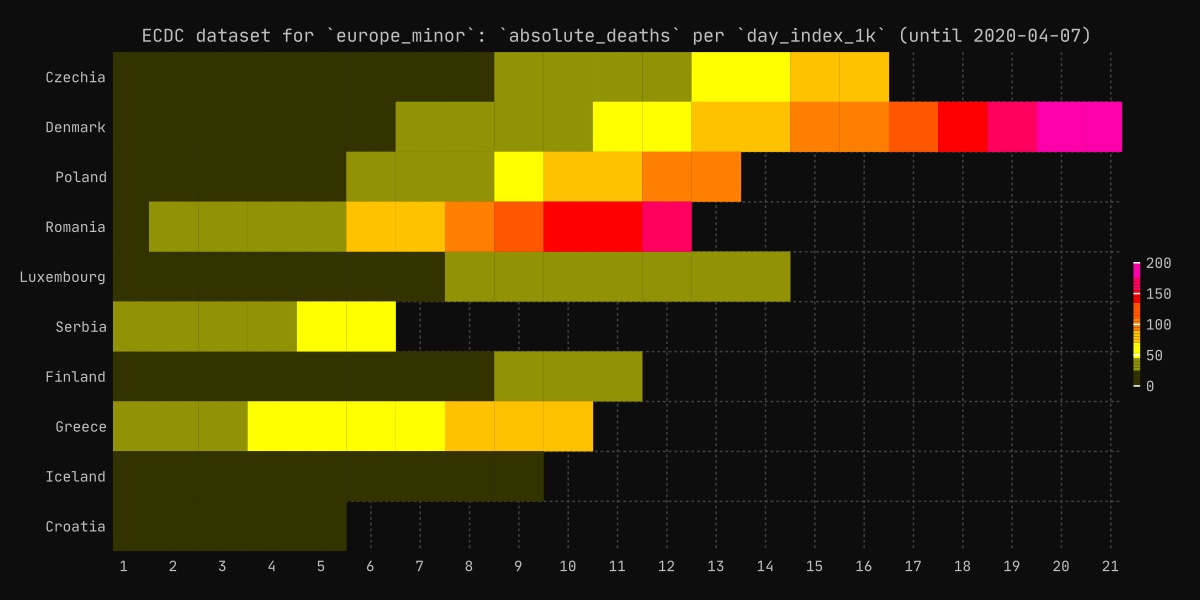 ECDC dataset for `europe_minor`: `absolute_deaths` per `day_index_1k` (until 2020-04-07)
Czechia
Denmark
Poland
Romania
Luxembourg
Serbia
Finland
Greece
Iceland
Croatia
200
150
100
50
0
1 2 3 4 5 6 7 8 9 10 11 12 13 14 15 16 17 18 19 20 21